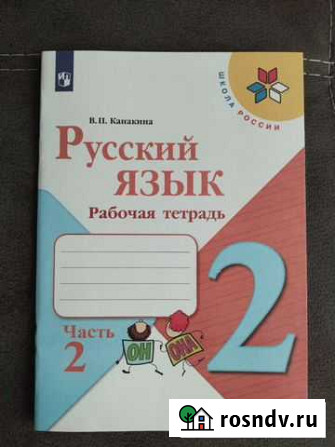 ШКОЛА РОССИИ
В. П. Канакина
Русский
язык
Рабочая тетрадь
Часть
2
2
ОН
ОНА
rosndv.ru